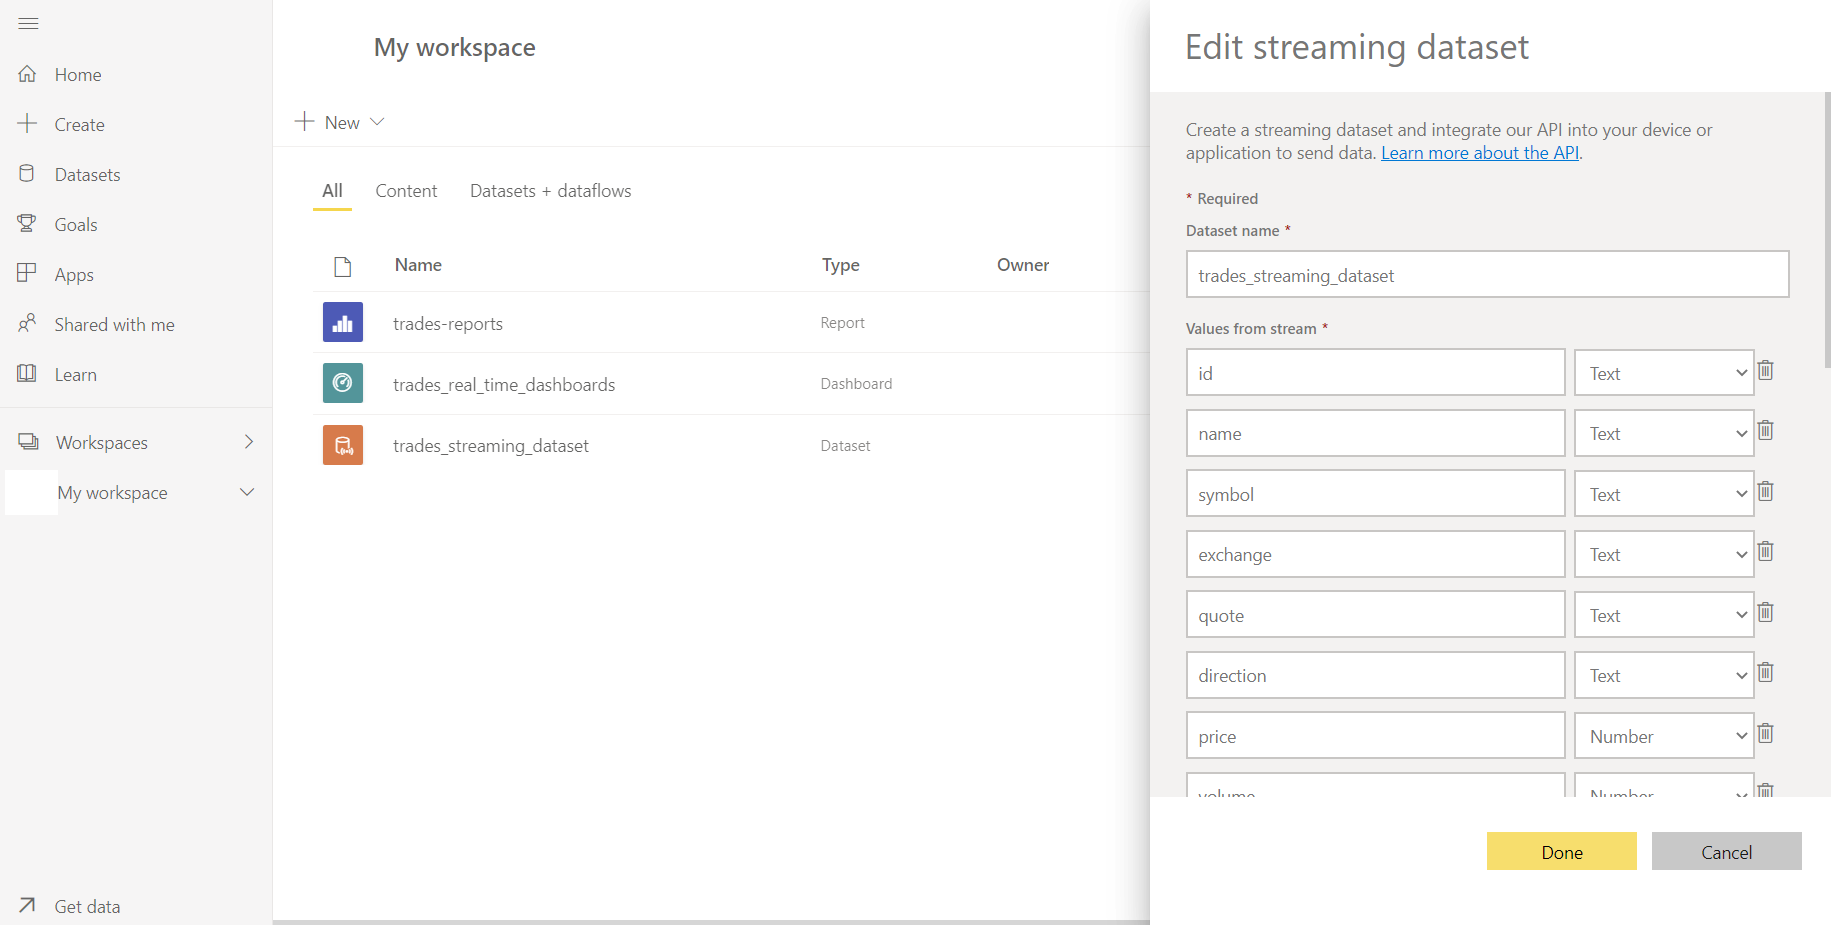 Home
Create
Datasets
Goals
Apps
Shared with me
Learn
Workspaces
My workspace
Get data
My workspace
New
All Content Datasets + dataflows
Name Type Owner
trades-reports Report
trades_real_time_dashboards Dashboard
trades_streaming_dataset Dataset
Edit streaming dataset
Create a streaming dataset and integrate our API into your device or
application to send data. Learn more about the API.
* Required
Dataset name *
trades_streaming_dataset
Values from stream *
id Text
name Text
symbol Text
exchange Text
quote Text
direction Text
price Number
volume Number
Done Cancel